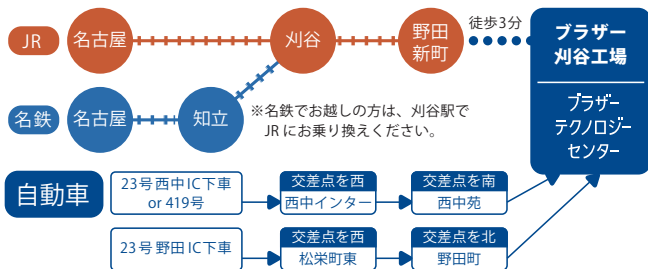 JR
名古屋
刈谷
野田
新町
徒歩3分
ブラザー
刈谷工場
ブラザー
テクノロジー
センター
名鉄
名古屋
知立
※名鉄でお越しの方は、刈谷駅で
JRにお乗り換えください。
自動車
23号西中IC下車
or 419号
交差点を西
西中インター
交差点を南
西中苑
23号野田IC下車
交差点を西
松栄町東
交差点を北
野田町